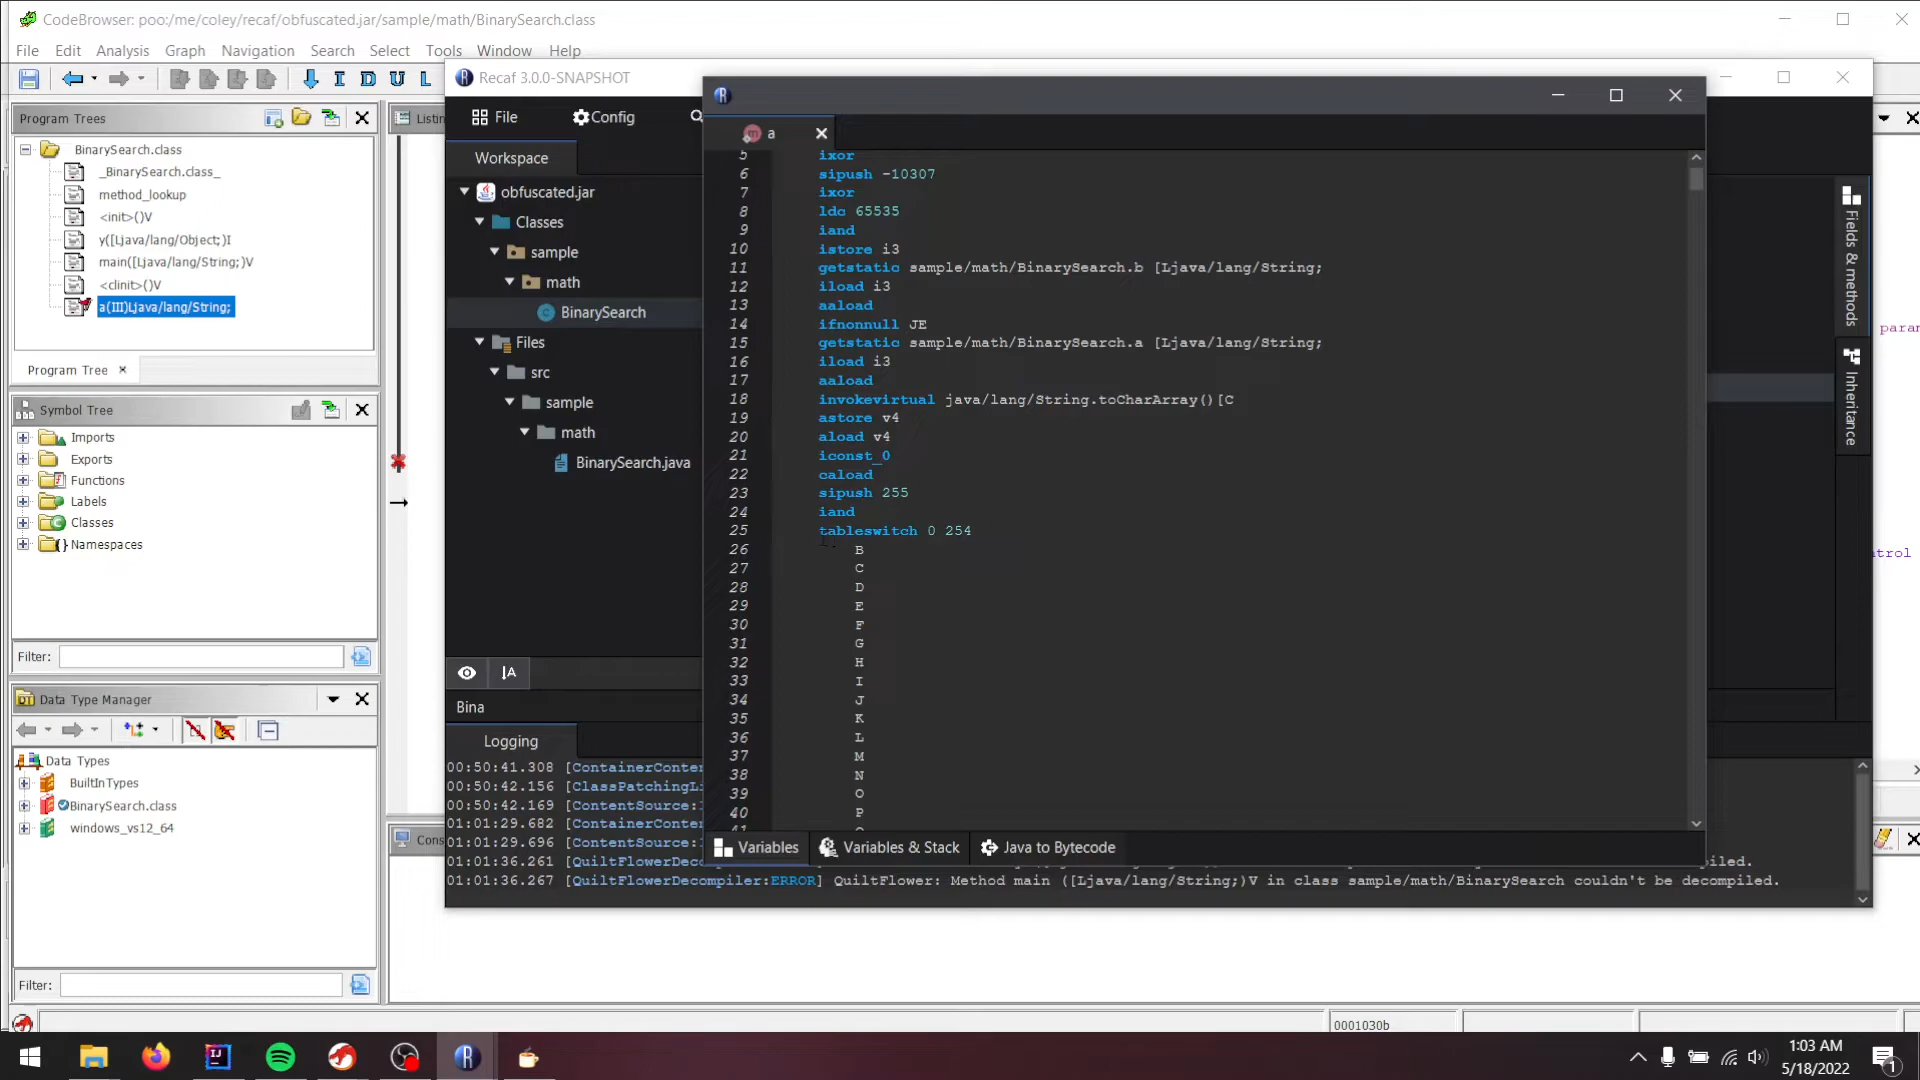 CodeBrowser: poo:/me/coley/recaf/obfuscated.jar/sample/math/BinarySearch.class
File Edit Analysis Graph Navigation Search Select Tools Window Help
I D U L
Program Trees
BinarySearch.class
_BinarySearch.class_
method_lookup
<init>()V
y([Ljava/lang/Object;)I
main([Ljava/lang/String;)V
<clinit>()V
a(III)Ljava/lang/String;
Program Tree
Symbol Tree
Imports
Exports
Functions
Labels
Classes
Namespaces
Filter:
Data Type Manager
Data Types
BuiltInTypes
BinarySearch.class
windows_vs12_64
Filter:
Listin
Cons
Recaf 3.0.0-SNAPSHOT
File Config
Workspace
obfuscated.jar
Classes
sample
math
BinarySearch
Files
src
sample
math
BinarySearch.java
Bina
Logging
00:50:41.308 [ContainerConten
00:50:42.156 [ClassPatchingLi
00:50:42.169 [ContentSource:
01:01:29.682 [ContainerConten
01:01:29.696 [ContentSource:
01:01:36.261 [QuiltFlowerDecom
piled.
01:01:36.267 [QuiltFlowerDecompiler:ERROR] QuiltFlower: Method main ([Ljava/lang/String;)V in class sample/math/BinarySearch couldn't be decompiled.
a
5 ixor
6 sipush -10307
7 ixor
8 ldc 65535
9 iand
10 istore i3
11 getstatic sample/math/BinarySearch.b [Ljava/lang/String;
12 iload i3
13 aaload
14 ifnonnull JE
15 getstatic sample/math/BinarySearch.a [Ljava/lang/String;
16 iload i3
17 aaload
18 invokevirtual java/lang/String.toCharArray()[C
19 astore v4
20 aload v4
21 iconst_0
22 caload
23 sipush 255
24 iand
25 tableswitch 0 254
26 B
27 C
28 D
29 E
30 F
31 G
32 H
33 I
34 J
35 K
36 L
37 M
38 N
39 O
40 P
41
Variables Variables & Stack Java to Bytecode
Fields & methods
Inheritance
param
ntrol
0001030b
1:03 AM
5/18/2022
1